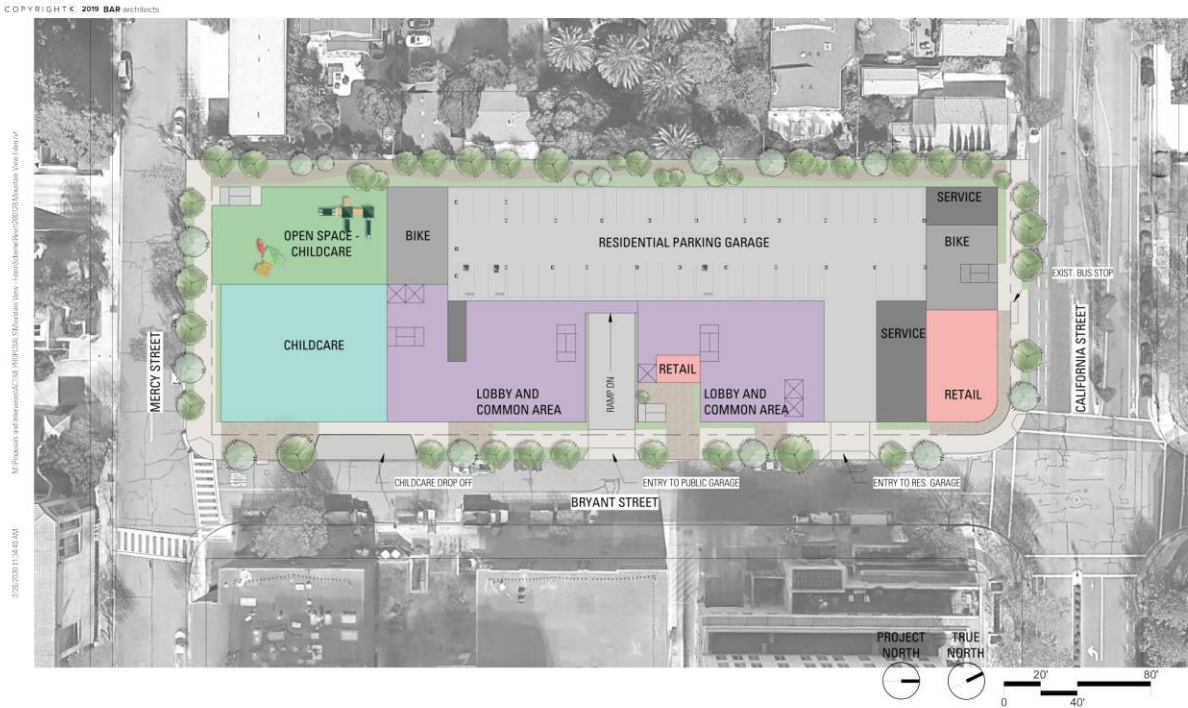 COPYRIGHT © 2019 BAR architects
SERVICE
OPEN SPACE -
CHILDCARE
BIKE
RESIDENTIAL PARKING GARAGE
BIKE
EXIST. BUS STOP
MERCY STREET
CHILDCARE
SERVICE
CALIFORNIA STREET
RETAIL
LOBBY AND
COMMON AREA
RAMP DN
LOBBY AND
COMMON AREA
RETAIL
STOP
CHILDCARE DROP OFF
ENTRY TO PUBLIC GARAGE
ENTRY TO RES. GARAGE
BRYANT STREET
PROJECT
NORTH
TRUE
NORTH
20'
80'
0
40'